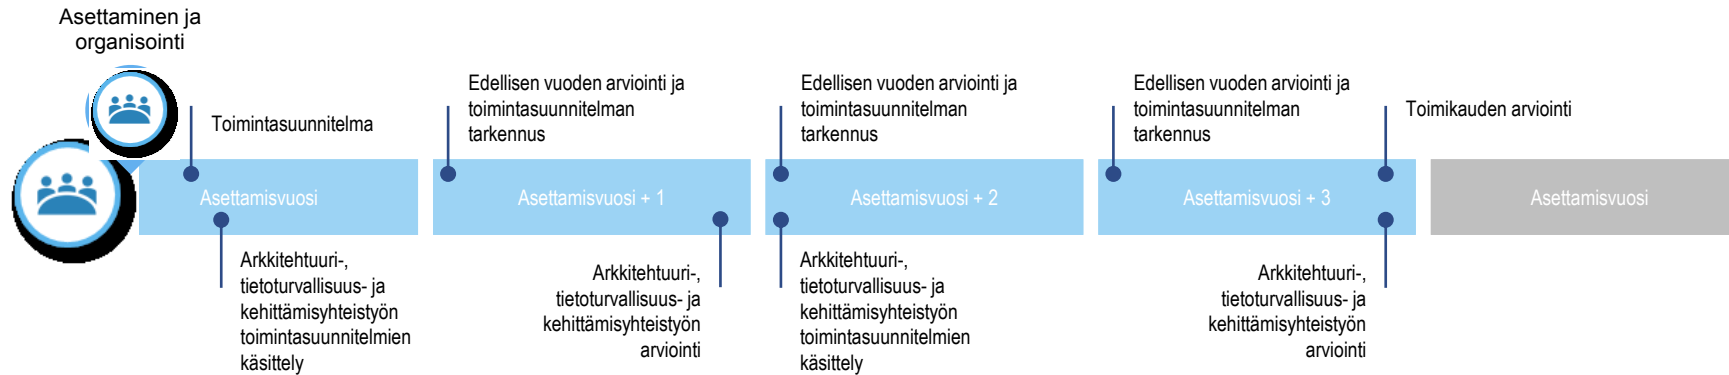 Asettaminen ja
organisointi
Toimintasuunnitelma
Edellisen vuoden arviointi ja
toimintasuunnitelman
tarkennus
Edellisen vuoden arviointi ja
toimintasuunnitelman
tarkennus
Edellisen vuoden arviointi ja
toimintasuunnitelman
tarkennus
Toimikauden arviointi
Asettamisvuosi
Asettamisvuosi + 1
Asettamisvuosi + 2
Asettamisvuosi + 3
Asettamisvuosi
Arkkitehtuuri-,
tietoturvallisuus- ja
kehittämisyhteistyön
toimintasuunnitelmien
käsittely
Arkkitehtuuri-,
tietoturvallisuus- ja
kehittämisyhteistyön
arviointi
Arkkitehtuuri-,
tietoturvallisuus- ja
kehittämisyhteistyön
toimintasuunnitelmien
käsittely
Arkkitehtuuri-,
tietoturvallisuus- ja
kehittämisyhteistyön
arviointi